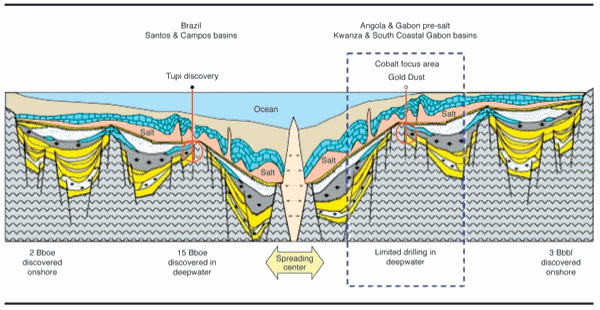 Brazil
Santos & Campos basins
Angola & Gabon pre-salt
Kwanza & South Coastal Gabon basins
Cobalt focus area
Tupi discovery
Gold Dust
Ocean
Salt
Salt
Salt
Salt
2 Bboe
discovered
onshore
15 Bboe
discovered in
deepwater
Spreading
center
Limited drilling in
deepwater
3 Bbbl
discovered
onshore